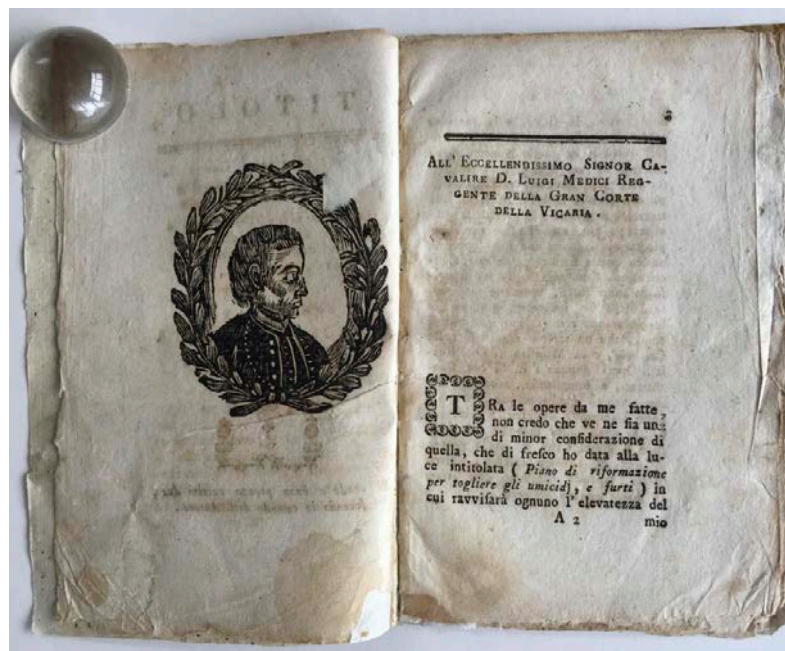 3
ALL' ECCELLENDISSIMO SIGNOR CA-
VALIRE D. LUIGI MEDICI REG-
GENTE DELLA GRAN CORTE
DELLA VICARIA.
TRA le opere da me fatte,
non credo che ve ne ſia una
di minor conſiderazione di
quella, che di freſco ho data alla lu-
ce intitolata ( Piano di riformazione
per togliere gli umicidj, e furti ) in
cui ravviſarà ognuno l'elevatezza del
A 2 mio